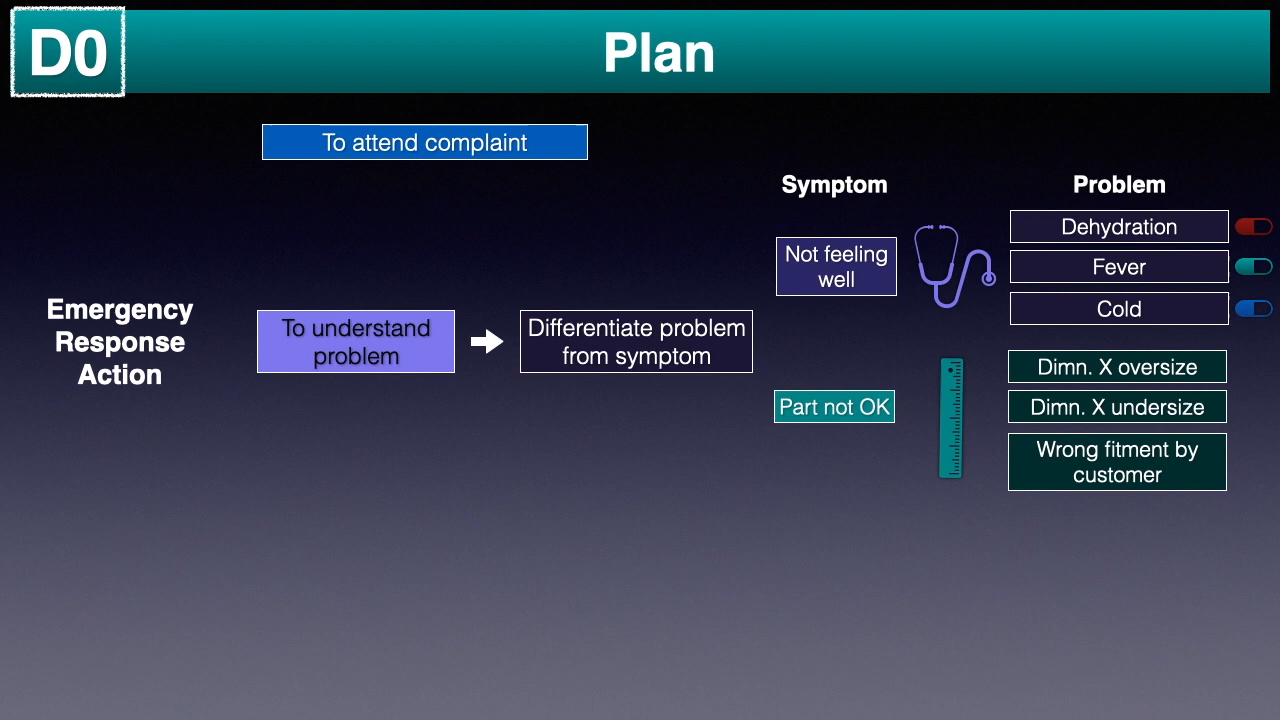 D0
Plan
To attend complaint
Symptom
Problem
Not feeling
well
Dehydration
Fever
Cold
Emergency
Response
Action
To understand
problem
Differentiate problem
from symptom
Part not OK
Dimn. X oversize
Dimn. X undersize
Wrong fitment by
customer